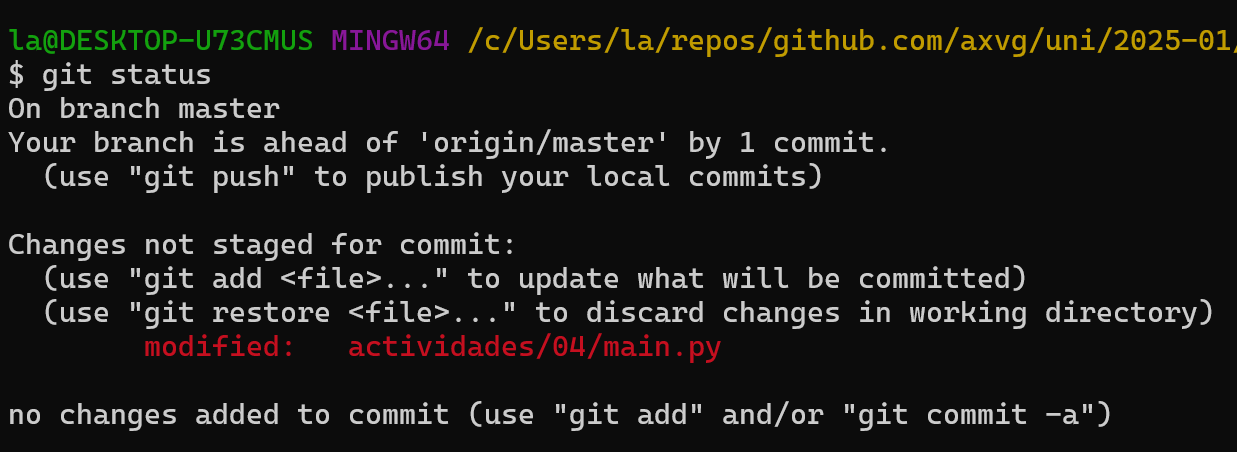 la@DESKTOP-U73CMUS MINGW64 /c/Users/la/repos/github.com/axvg/uni/2025-01/
$ git status
On branch master
Your branch is ahead of 'origin/master' by 1 commit.
  (use "git push" to publish your local commits)

Changes not staged for commit:
  (use "git add <file>..." to update what will be committed)
  (use "git restore <file>..." to discard changes in working directory)
        modified:   actividades/04/main.py

no changes added to commit (use "git add" and/or "git commit -a")